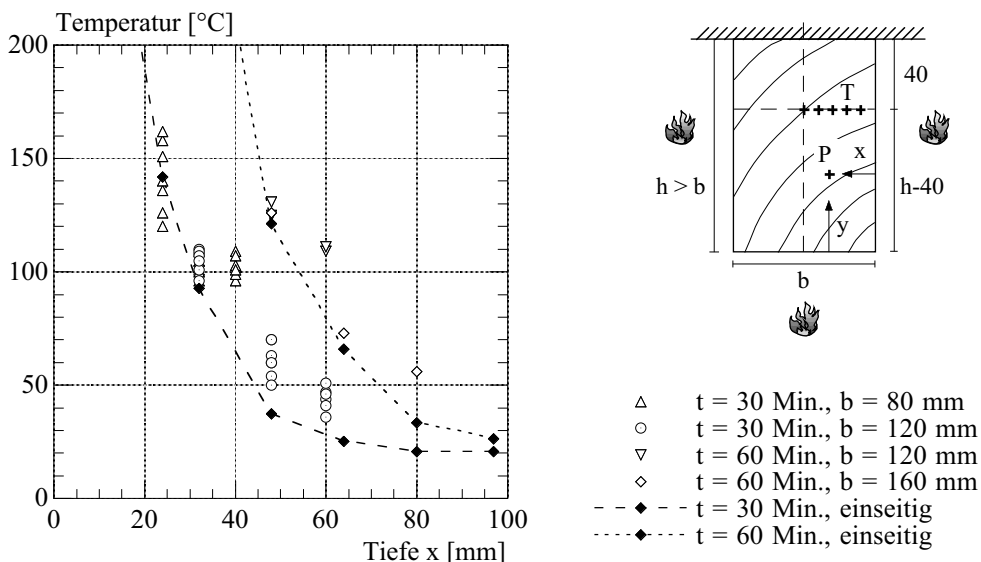 Temperatur [°C]
200
150
100
50
0
0 20 40 60 80 100
Tiefe x [mm]
40
T
P
x
h > b
h-40
y
b
t = 30 Min., b = 80 mm
t = 30 Min., b = 120 mm
t = 60 Min., b = 120 mm
t = 60 Min., b = 160 mm
t = 30 Min., einseitig
t = 60 Min., einseitig